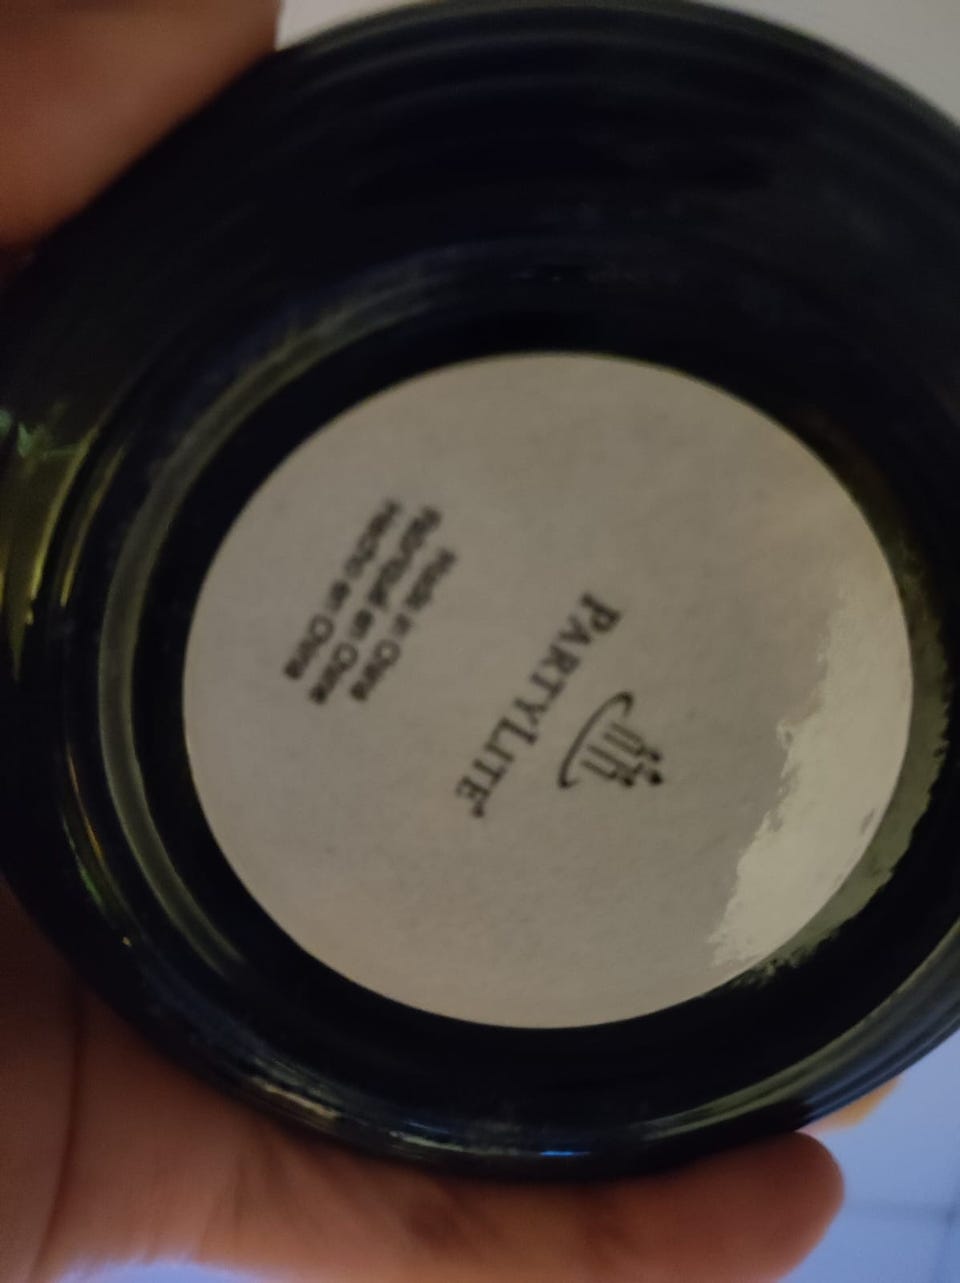 PARTYLITE®
Made in China
Fabriqué en Chine
Hecho en China